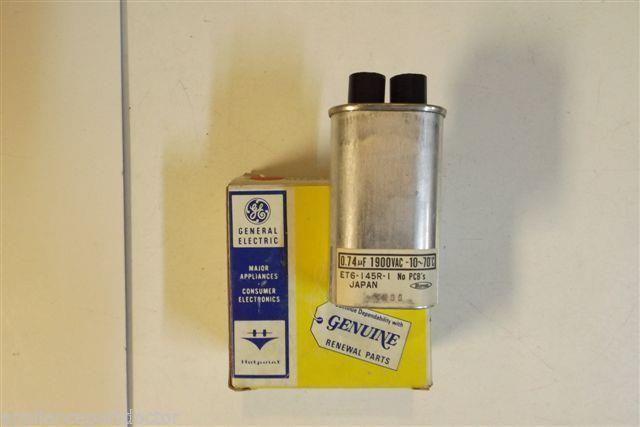 GE
GENERAL
ELECTRIC
MAJOR
APPLIANCES
CONSUMER
ELECTRONICS
Hotpoint
0.74μF 1900VAC -10~70°C
ET6-145R-1 No PCB's
JAPAN
Continue Dependability with
GENUINE
RENEWAL PARTS